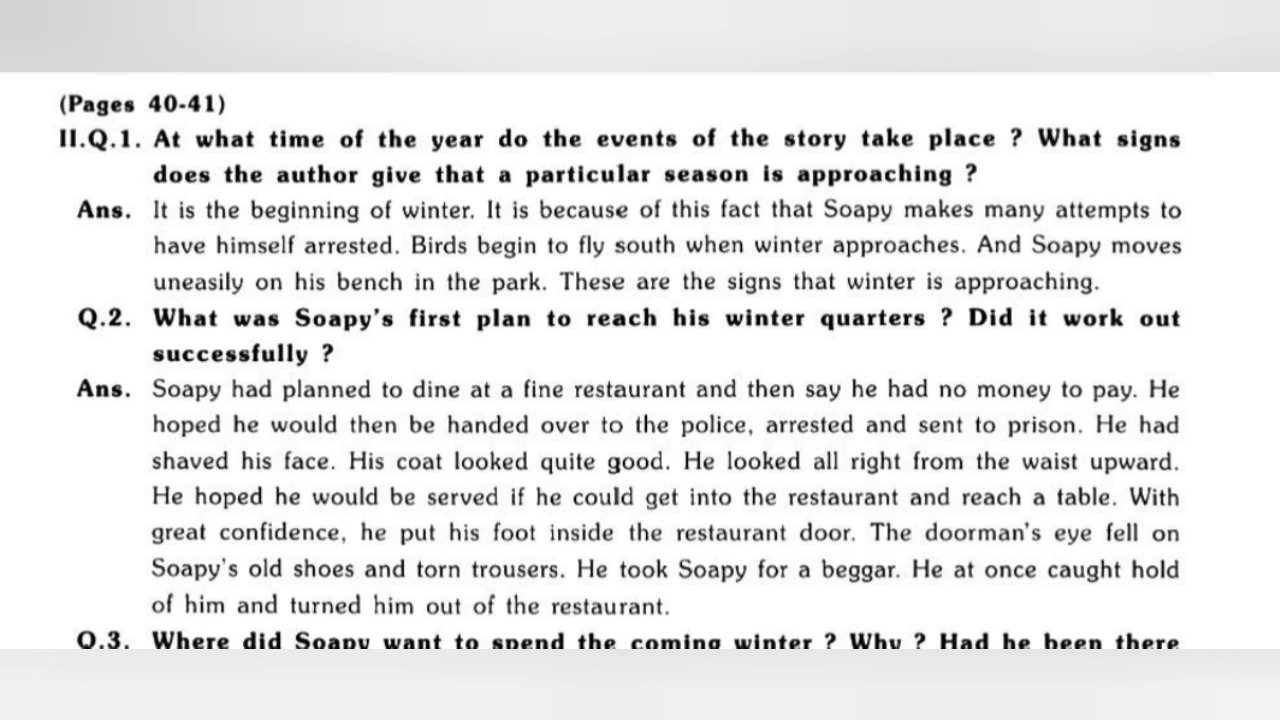 (Pages 40-41)
II.Q.1. At what time of the year do the events of the story take place ? What signs
does the author give that a particular season is approaching ?
Ans. It is the beginning of winter. It is because of this fact that Soapy makes many attempts to
have himself arrested. Birds begin to fly south when winter approaches. And Soapy moves
uneasily on his bench in the park. These are the signs that winter is approaching.
Q.2. What was Soapy's first plan to reach his winter quarters ? Did it work out
successfully ?
Ans. Soapy had planned to dine at a fine restaurant and then say he had no money to pay. He
hoped he would then be handed over to the police, arrested and sent to prison. He had
shaved his face. His coat looked quite good. He looked all right from the waist upward.
He hoped he would be served if he could get into the restaurant and reach a table. With
great confidence, he put his foot inside the restaurant door. The doorman's eye fell on
Soapy's old shoes and torn trousers. He took Soapy for a beggar. He at once caught hold
of him and turned him out of the restaurant.
Q.3. Where did Soapy want to spend the coming winter ? Why ? Had he been there